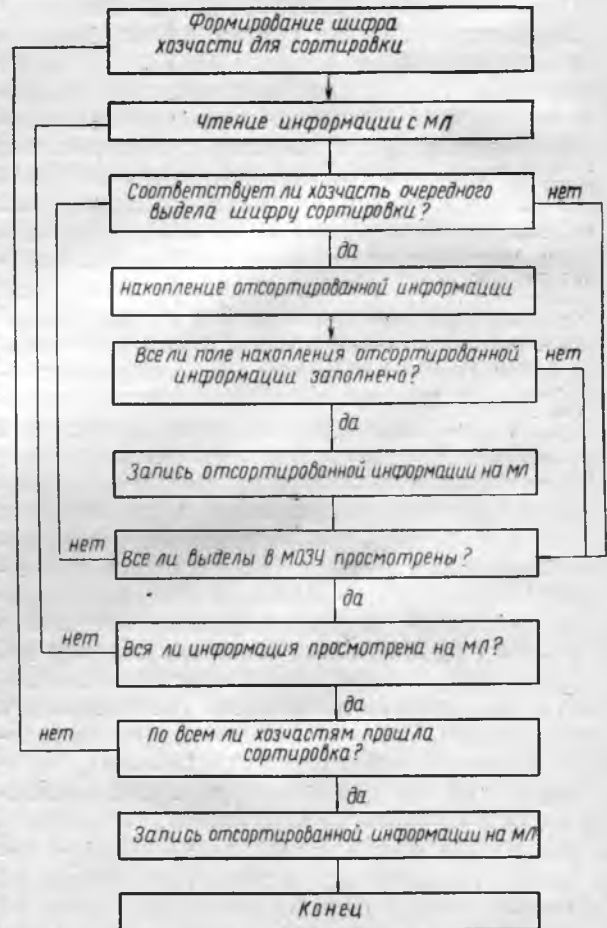 Формирование шифра
хозчасти для сортировки
Чтение информации с МЛ
Соответствует ли хозчасть очередного
выдела шифру сортировки?
нет
да
Накопление отсортированной информации
Все ли поле накопления отсортированной
информации заполнено?
нет
да
Запись отсортированной информации на МЛ
нет
Все ли выделы в МОЗУ просмотрены?
да
нет
Вся ли информация просмотрена на МЛ?
да
нет
По всем ли хозчастям прошла
сортировка?
да
Запись отсортированной информации на МЛ
Конец